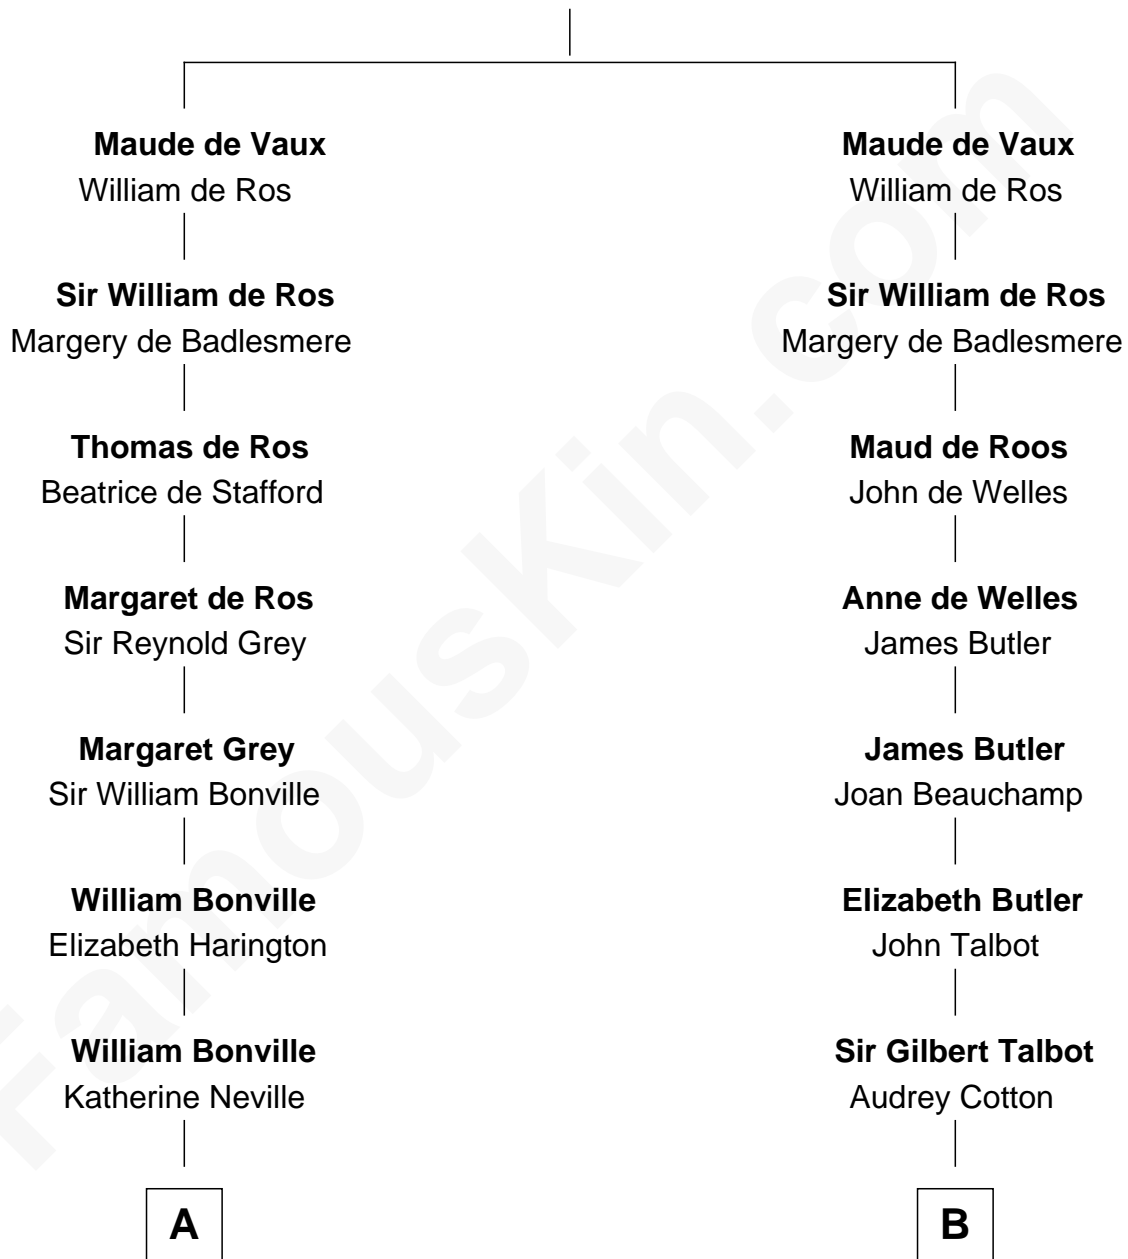 Maude de Vaux
William de Ros
Sir William de Ros
Margery de Badlesmere
Thomas de Ros
Beatrice de Stafford
Margaret de Ros
Sir Reynold Grey
Margaret Grey
Sir William Bonville
William Bonville
Elizabeth Harington
William Bonville
Katherine Neville
A
Maude de Vaux
William de Ros
Sir William de Ros
Margery de Badlesmere
Maud de Roos
John de Welles
Anne de Welles
James Butler
James Butler
Joan Beauchamp
Elizabeth Butler
John Talbot
Sir Gilbert Talbot
Audrey Cotton
B
FamousKin.com